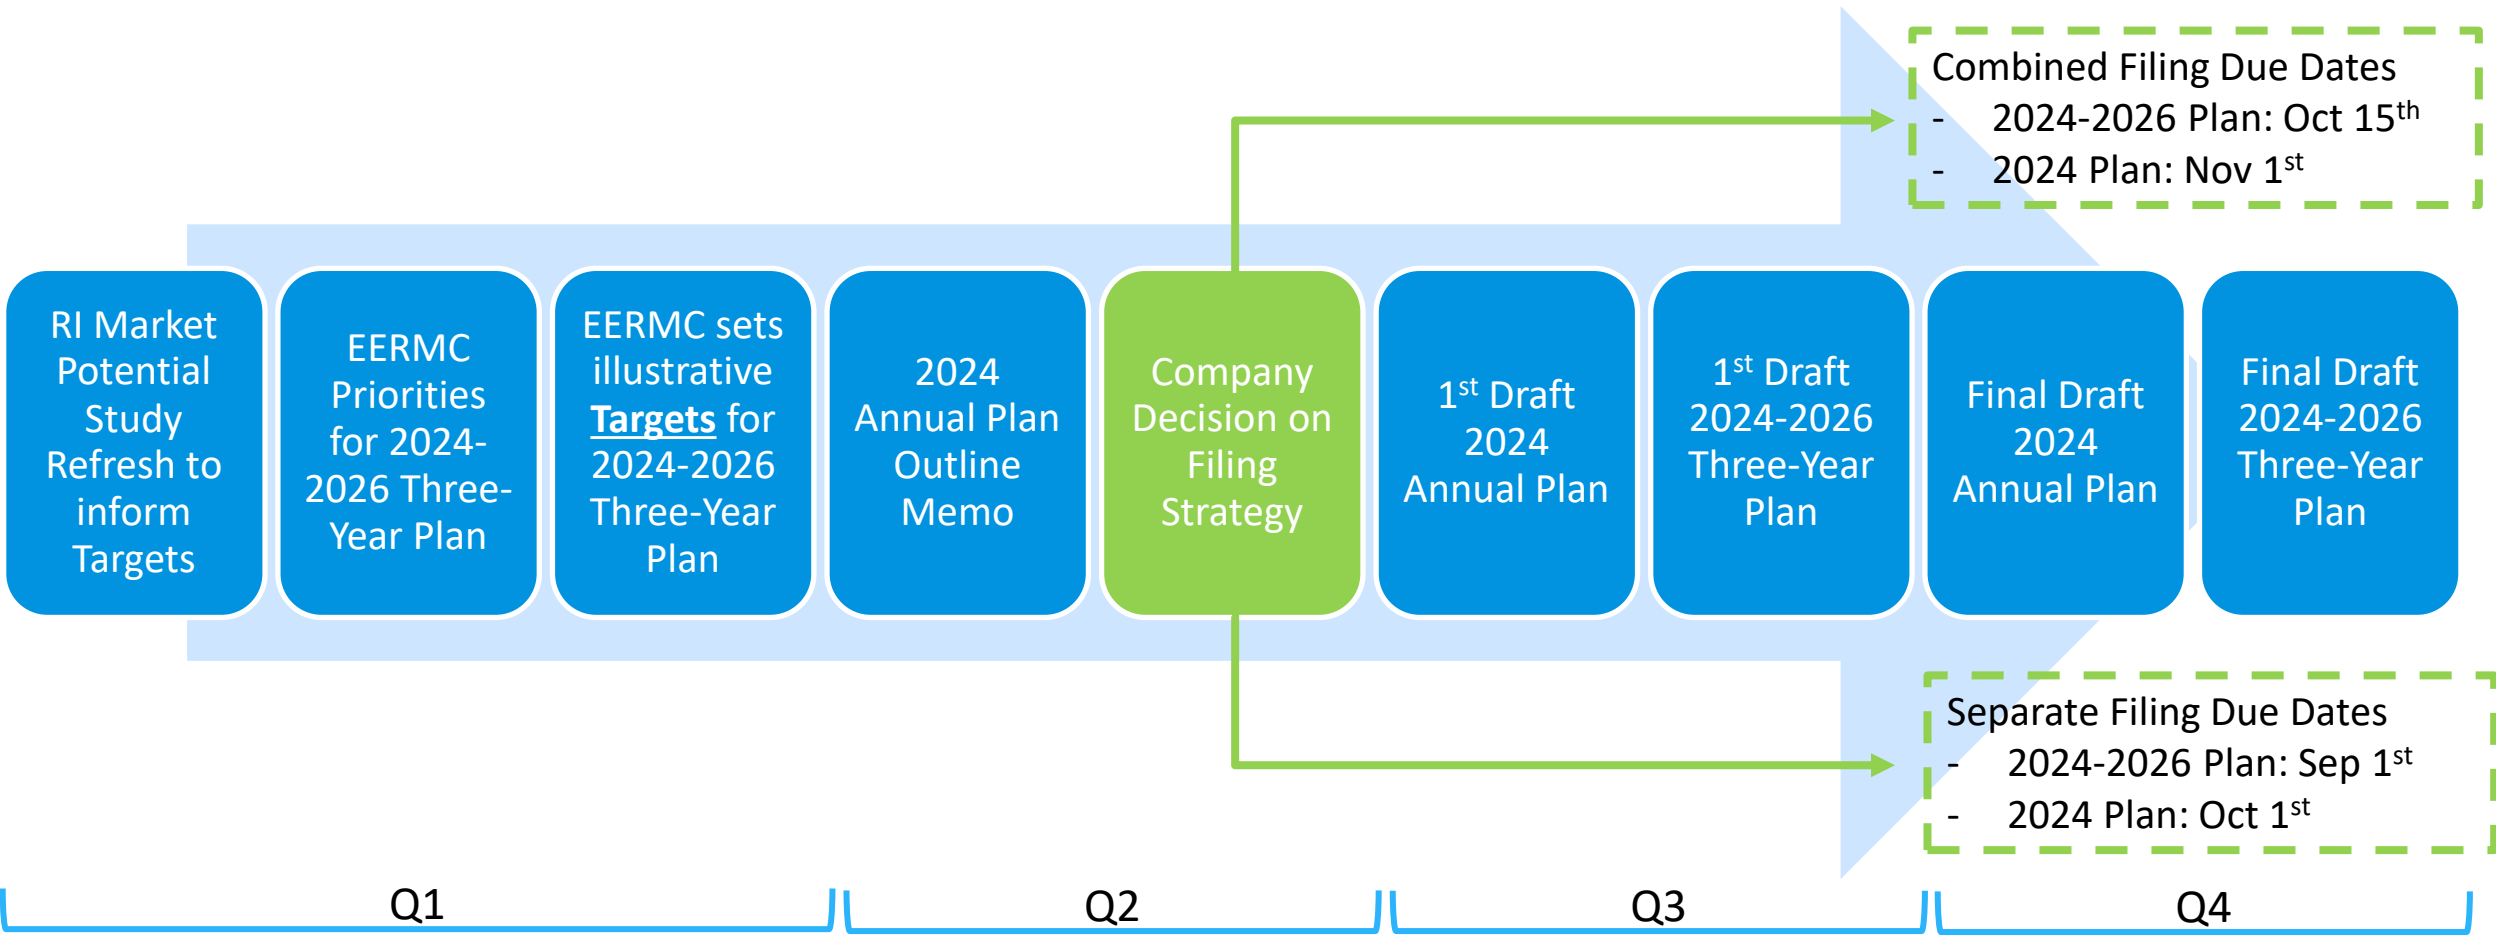 Combined Filing Due Dates
- 2024-2026 Plan: Oct 15th
- 2024 Plan: Nov 1st
RI Market
Potential
Study
Refresh to
inform
Targets
EERMC
Priorities
for 2024-
2026 Three-
Year Plan
EERMC sets
illustrative
Targets for
2024-2026
Three-Year
Plan
2024
Annual Plan
Outline
Memo
Company
Decision on
Filing
Strategy
1st Draft
2024
Annual Plan
1st Draft
2024-2026
Three-Year
Plan
Final Draft
2024
Annual Plan
Final Draft
2024-2026
Three-Year
Plan
Separate Filing Due Dates
- 2024-2026 Plan: Sep 1st
- 2024 Plan: Oct 1st
Q1
Q2
Q3
Q4